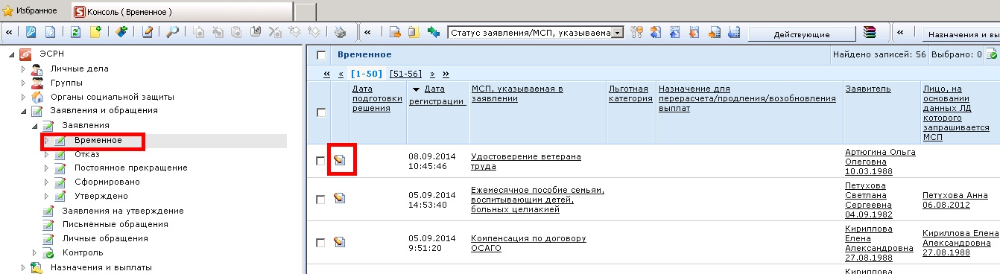 Избранное
Консоль ( Временное )
Статус заявления/МСП, указываема
Действующие
Назначения и вы
ЭСРН
Личные дела
Группы
Органы социальной защиты
Заявления и обращения
Заявления
Временное
Отказ
Постоянное прекращение
Сформировано
Утверждено
Заявления на утверждение
Письменные обращения
Личные обращения
Контроль
Назначения и выплаты
Временное
Найдено записей: 56
Выбрано: 0
« ‹ [1-50] [51-56] › »
Дата
подготовки
решения
Дата
регистрации
МСП, указываемая в
заявлении
Льготная
категория
Назначение для
перерасчета/продления/возобновления
выплат
Заявитель
Лицо, на
основании
данных ЛД
которого
запрашивается
МСП
08.09.2014
10:45:46
Удостоверение ветерана
труда
Артюгина Ольга
Олеговна
10.03.1988
05.09.2014
14:53:40
Ежемесячное пособие семьям,
воспитывающим детей,
больных целиакией
Петухова
Светлана
Сергеевна
04.09.1982
Петухова Анна
06.08.2012
05.09.2014
9:51:20
Компенсация по договору
ОСАГО
Кириллова
Елена
Александровна
27.08.1988
Кириллова Елена
Александровна
27.08.1988
Кириллова